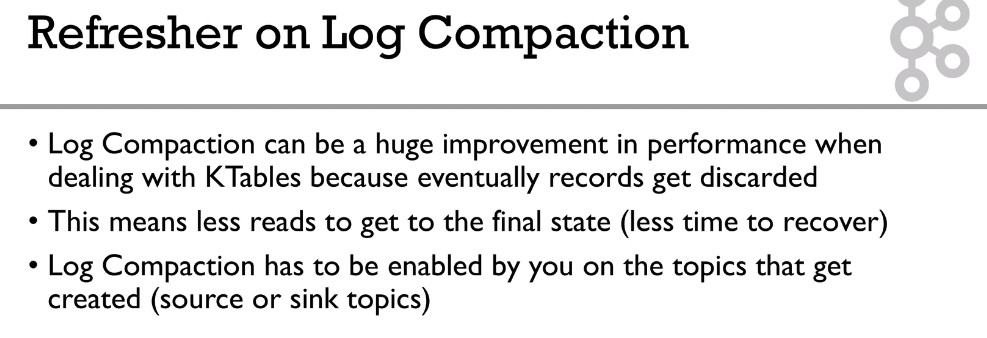 Refresher on Log Compaction
• Log Compaction can be a huge improvement in performance when
dealing with KTables because eventually records get discarded
• This means less reads to get to the final state (less time to recover)
• Log Compaction has to be enabled by you on the topics that get
created (source or sink topics)